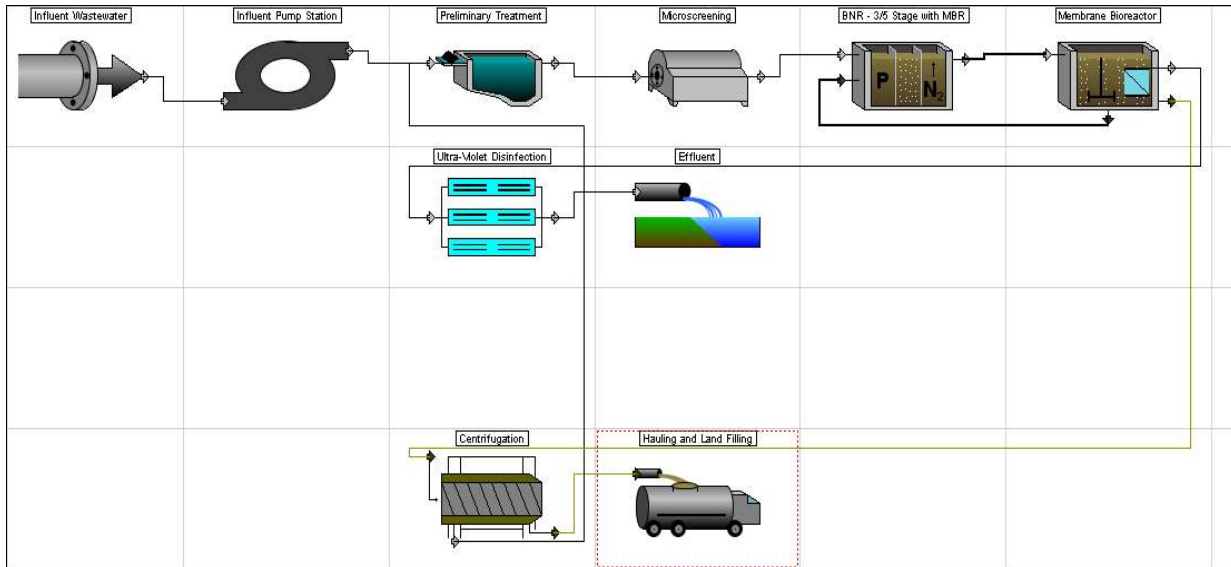 Influent Wastewater
Influent Pump Station
Preliminary Treatment
Microscreening
BNR - 3/5 Stage with MBR
Membrane Bioreactor
P
N2
Ultra-Violet Disinfection
Effluent
Centrifugation
Hauling and Land Filling